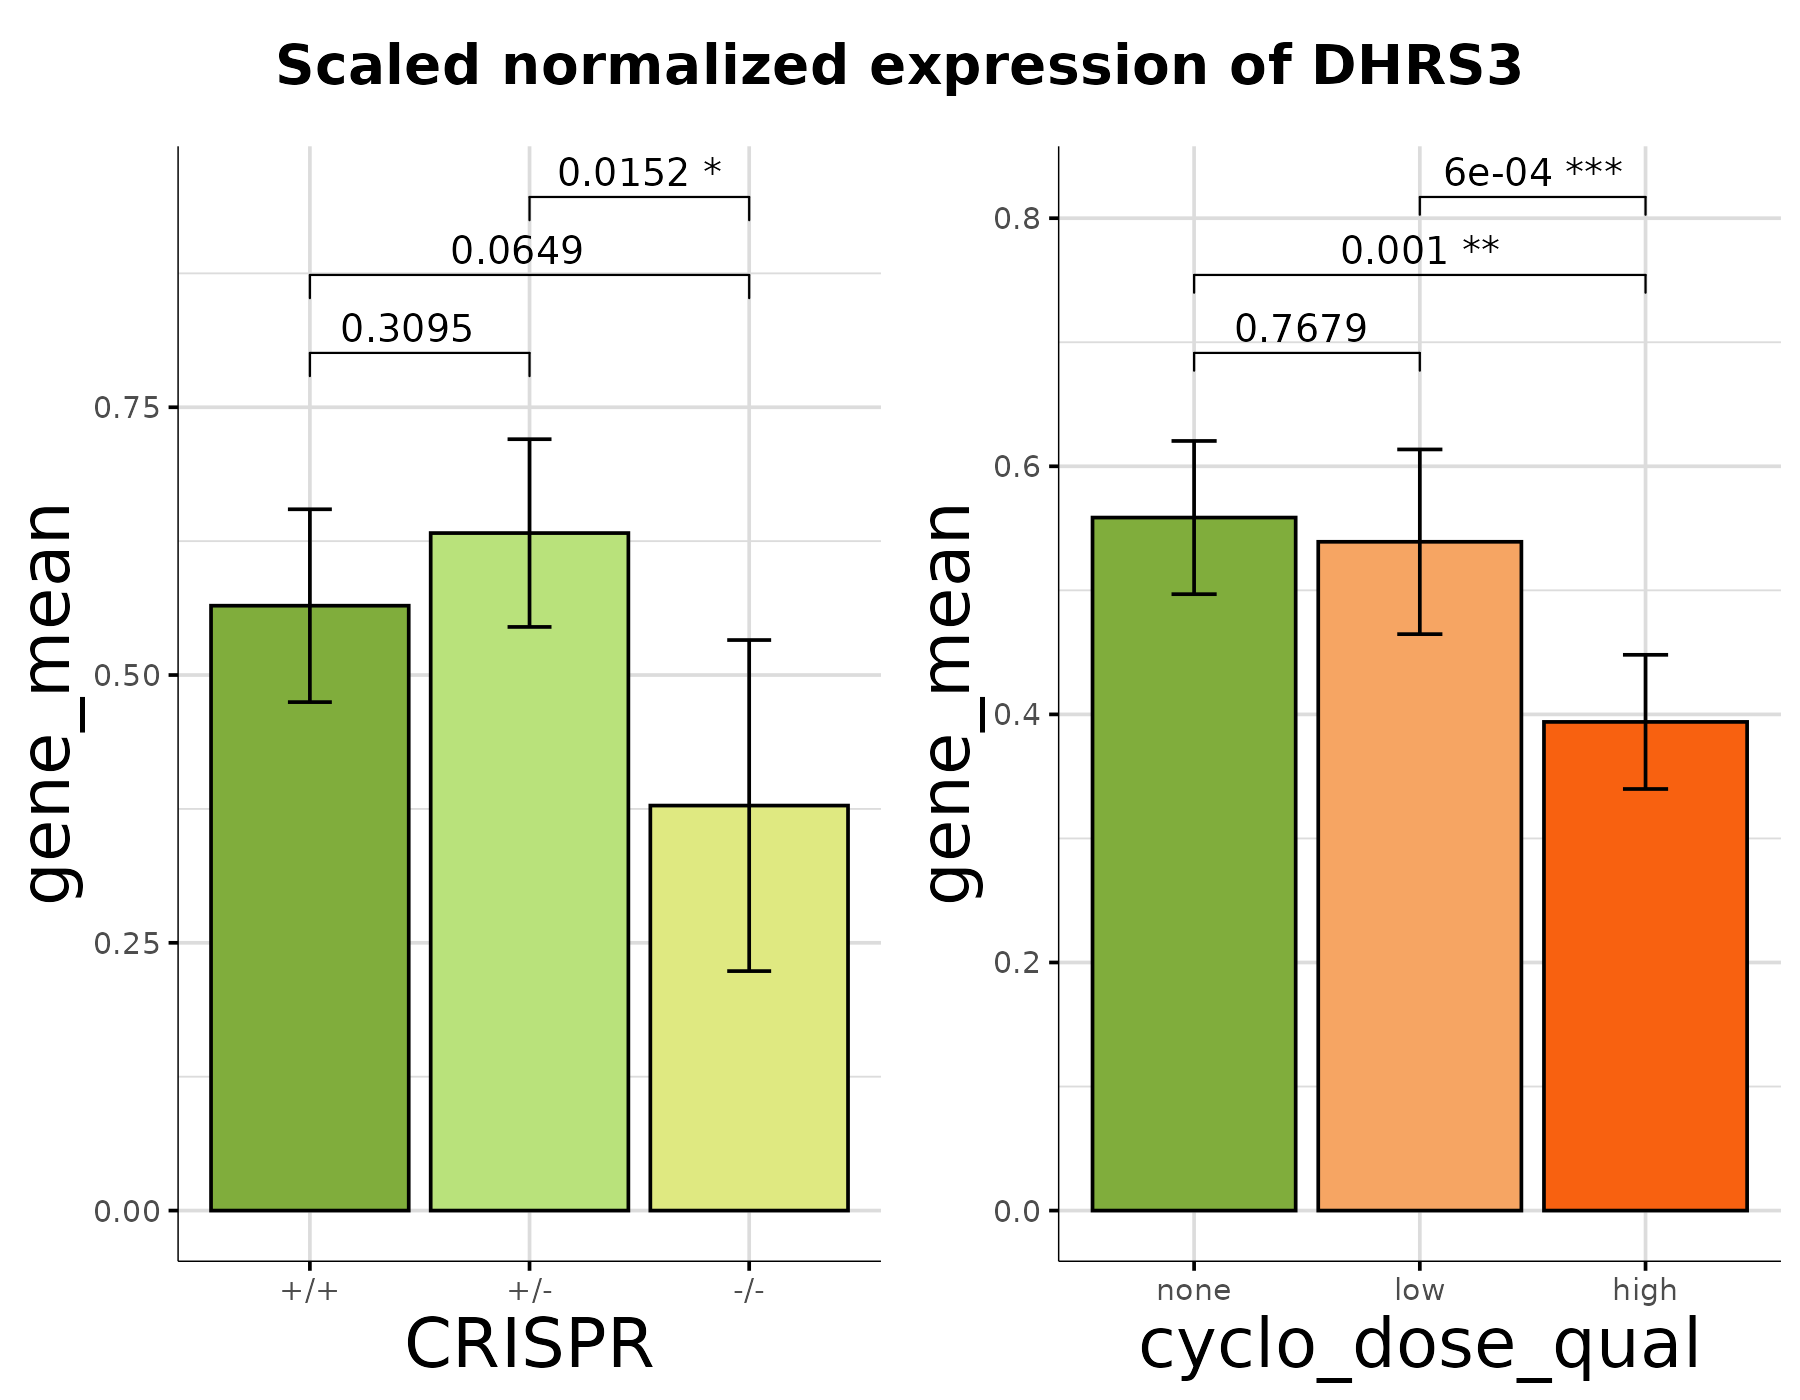 Scaled normalized expression of DHRS3
gene_mean
0.75
0.50
0.25
0.00
0.0152 *
0.0649
0.3095
+/+ +/- -/-
CRISPR
gene_mean
0.8
0.6
0.4
0.2
0.0
6e-04 ***
0.001 **
0.7679
none low high
cyclo_dose_qual